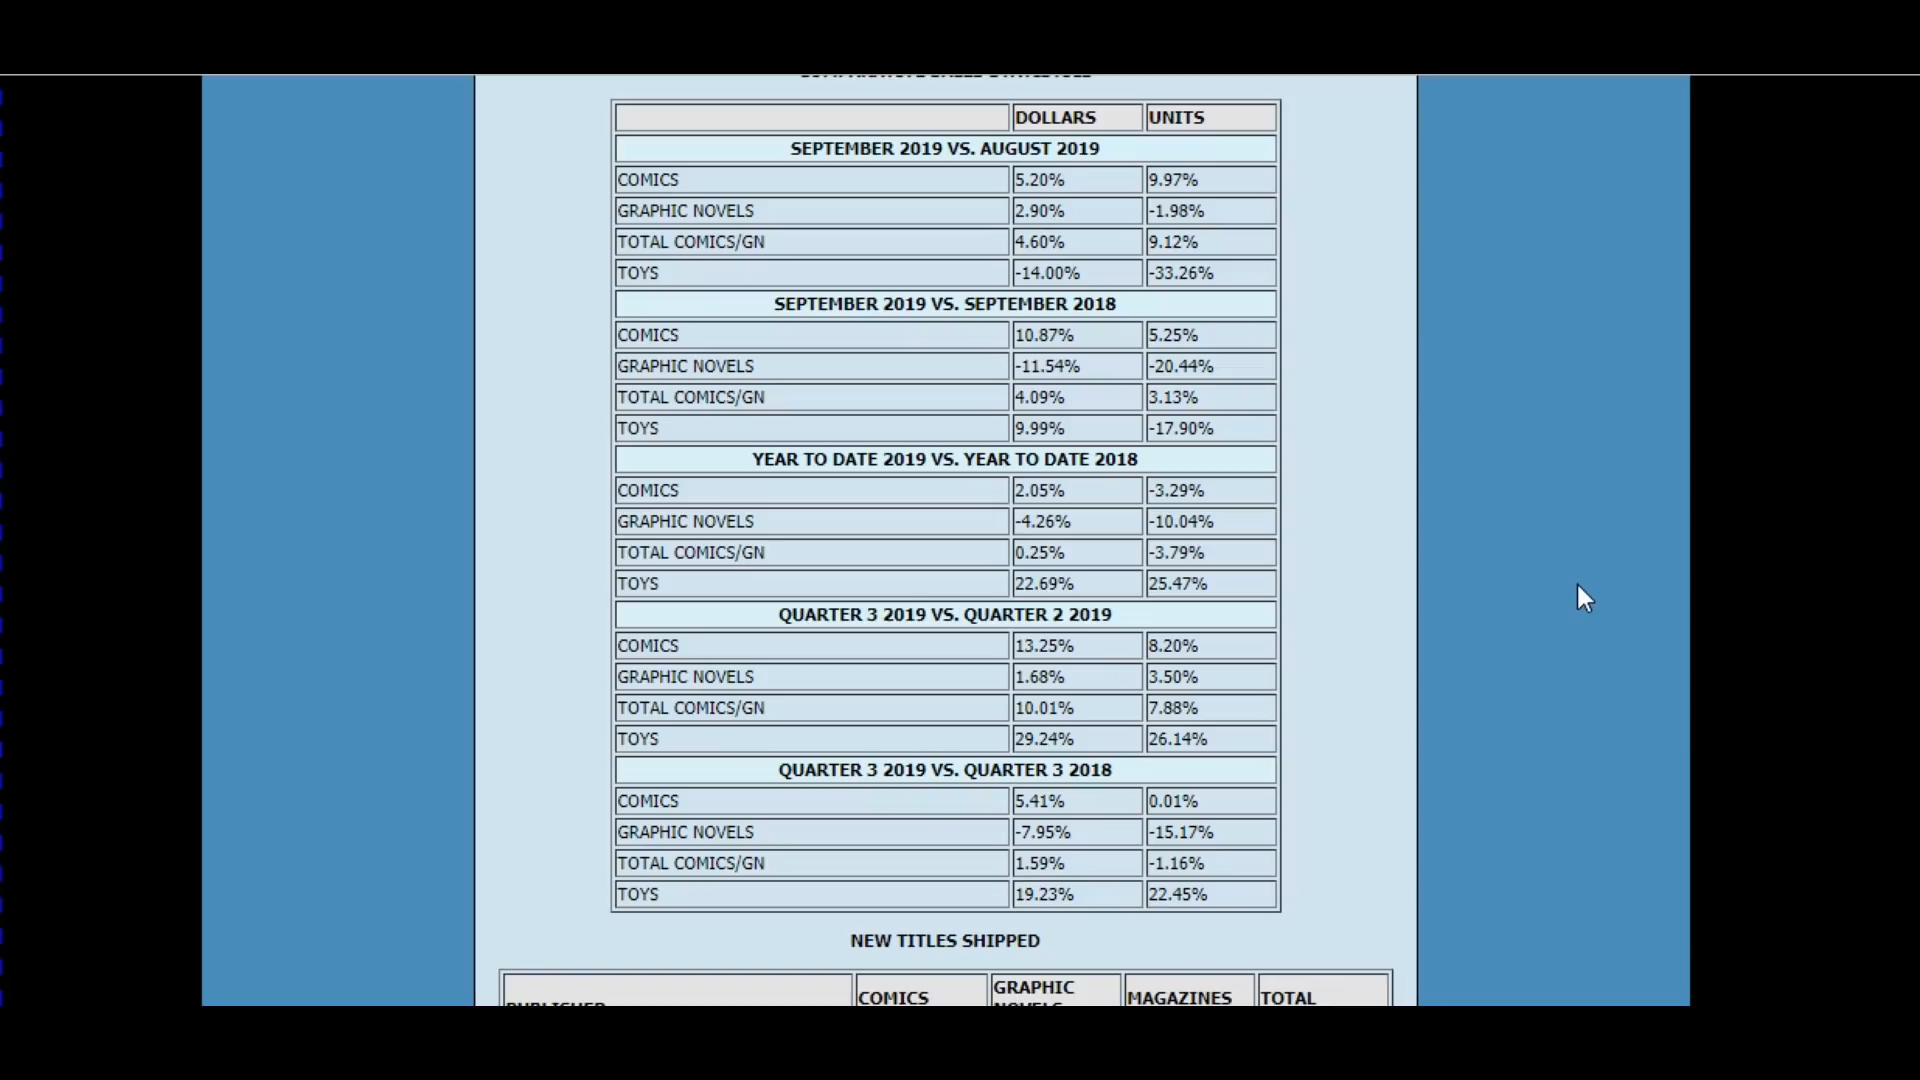 DOLLARS UNITS
SEPTEMBER 2019 VS. AUGUST 2019
COMICS 5.20% 9.97%
GRAPHIC NOVELS 2.90% -1.98%
TOTAL COMICS/GN 4.60% 9.12%
TOYS -14.00% -33.26%
SEPTEMBER 2019 VS. SEPTEMBER 2018
COMICS 10.87% 5.25%
GRAPHIC NOVELS -11.54% -20.44%
TOTAL COMICS/GN 4.09% 3.13%
TOYS 9.99% -17.90%
YEAR TO DATE 2019 VS. YEAR TO DATE 2018
COMICS 2.05% -3.29%
GRAPHIC NOVELS -4.26% -10.04%
TOTAL COMICS/GN 0.25% -3.79%
TOYS 22.69% 25.47%
QUARTER 3 2019 VS. QUARTER 2 2019
COMICS 13.25% 8.20%
GRAPHIC NOVELS 1.68% 3.50%
TOTAL COMICS/GN 10.01% 7.88%
TOYS 29.24% 26.14%
QUARTER 3 2019 VS. QUARTER 3 2018
COMICS 5.41% 0.01%
GRAPHIC NOVELS -7.95% -15.17%
TOTAL COMICS/GN 1.59% -1.16%
TOYS 19.23% 22.45%
NEW TITLES SHIPPED
PUBLISHER COMICS GRAPHIC NOVELS MAGAZINES TOTAL